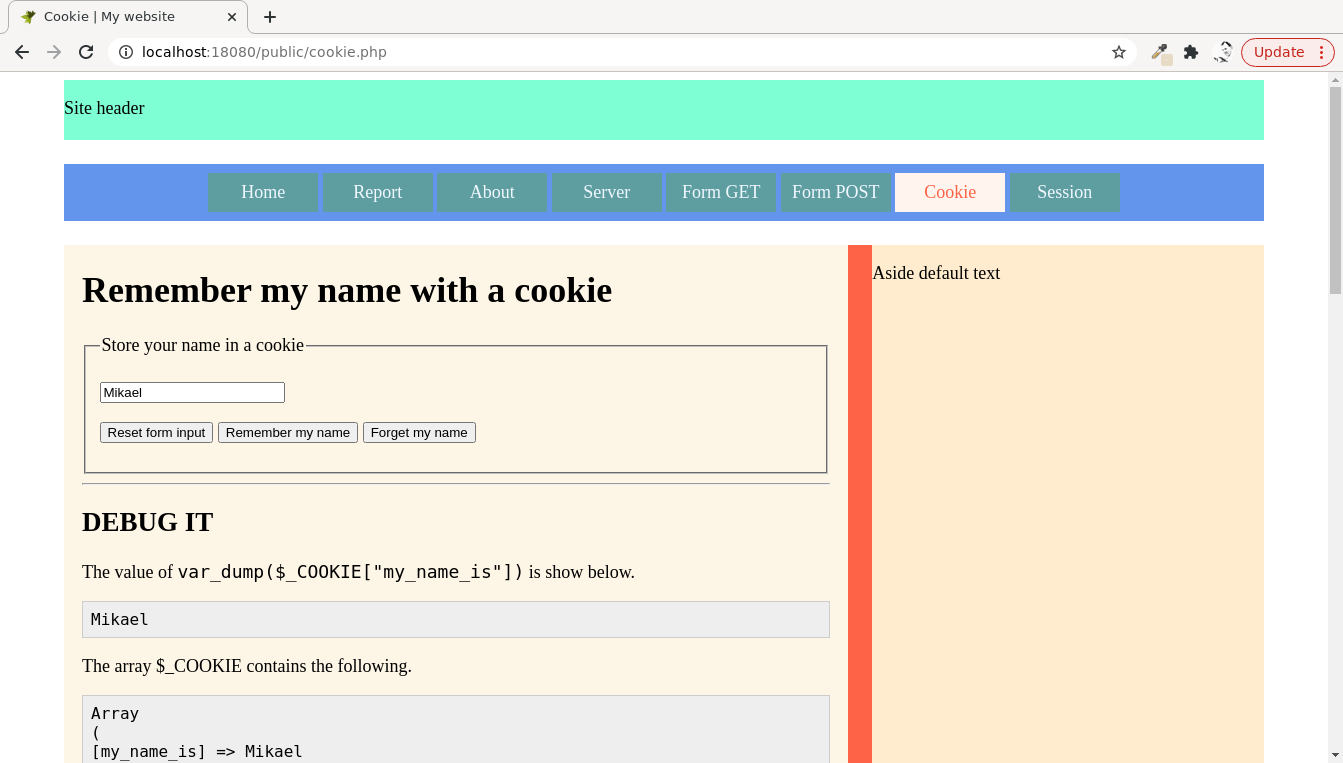 Cookie | My website
localhost:18080/public/cookie.php
Update
Site header
Home Report About Server Form GET Form POST Cookie Session
Remember my name with a cookie
Aside default text
Store your name in a cookie
Mikael
Reset form input Remember my name Forget my name
DEBUG IT
The value of var_dump($_COOKIE["my_name_is"]) is show below.
Mikael
The array $_COOKIE contains the following.
Array
(
[my_name_is] => Mikael